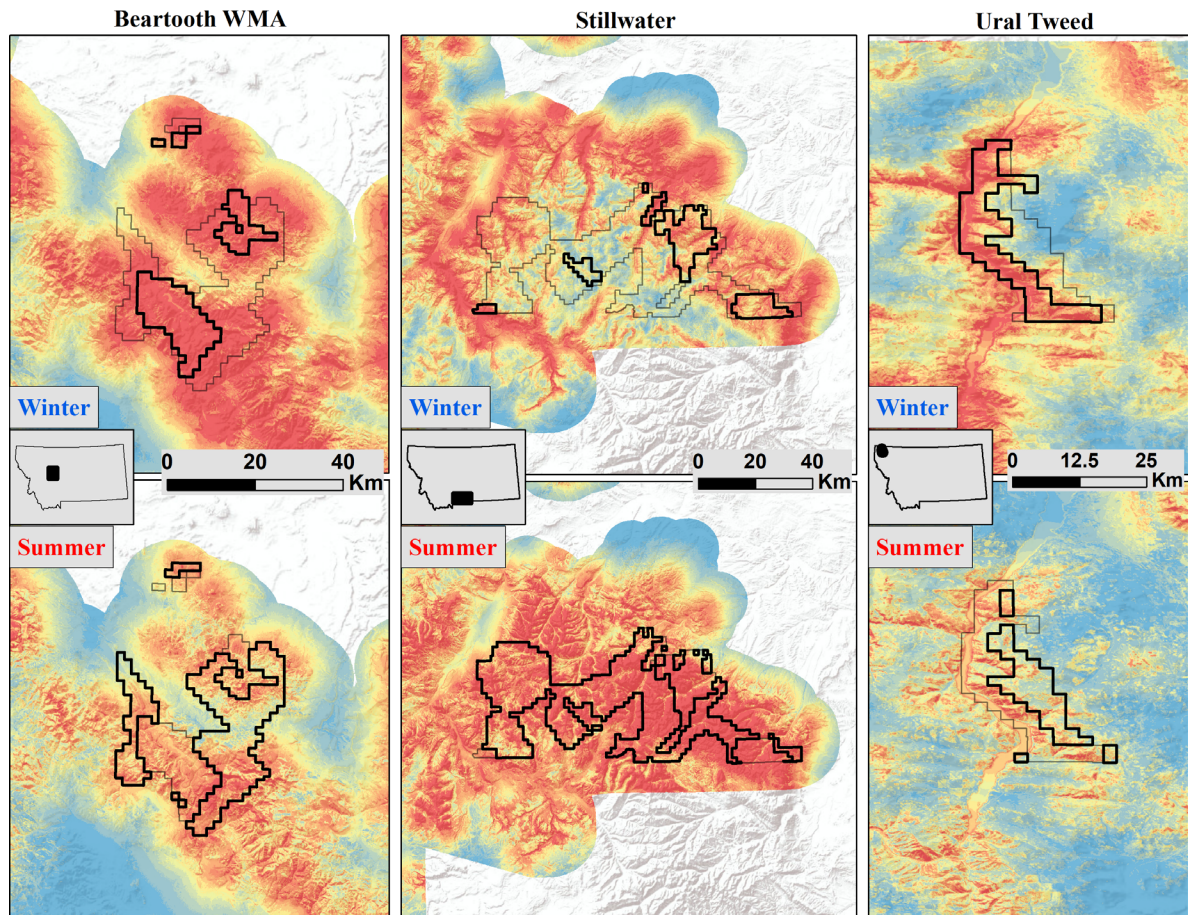 Beartooth WMA
Stillwater
Ural Tweed
Winter
0 20 40
Km
Winter
0 20 40
Km
Winter
0 12.5 25
Km
Summer
Summer
Summer